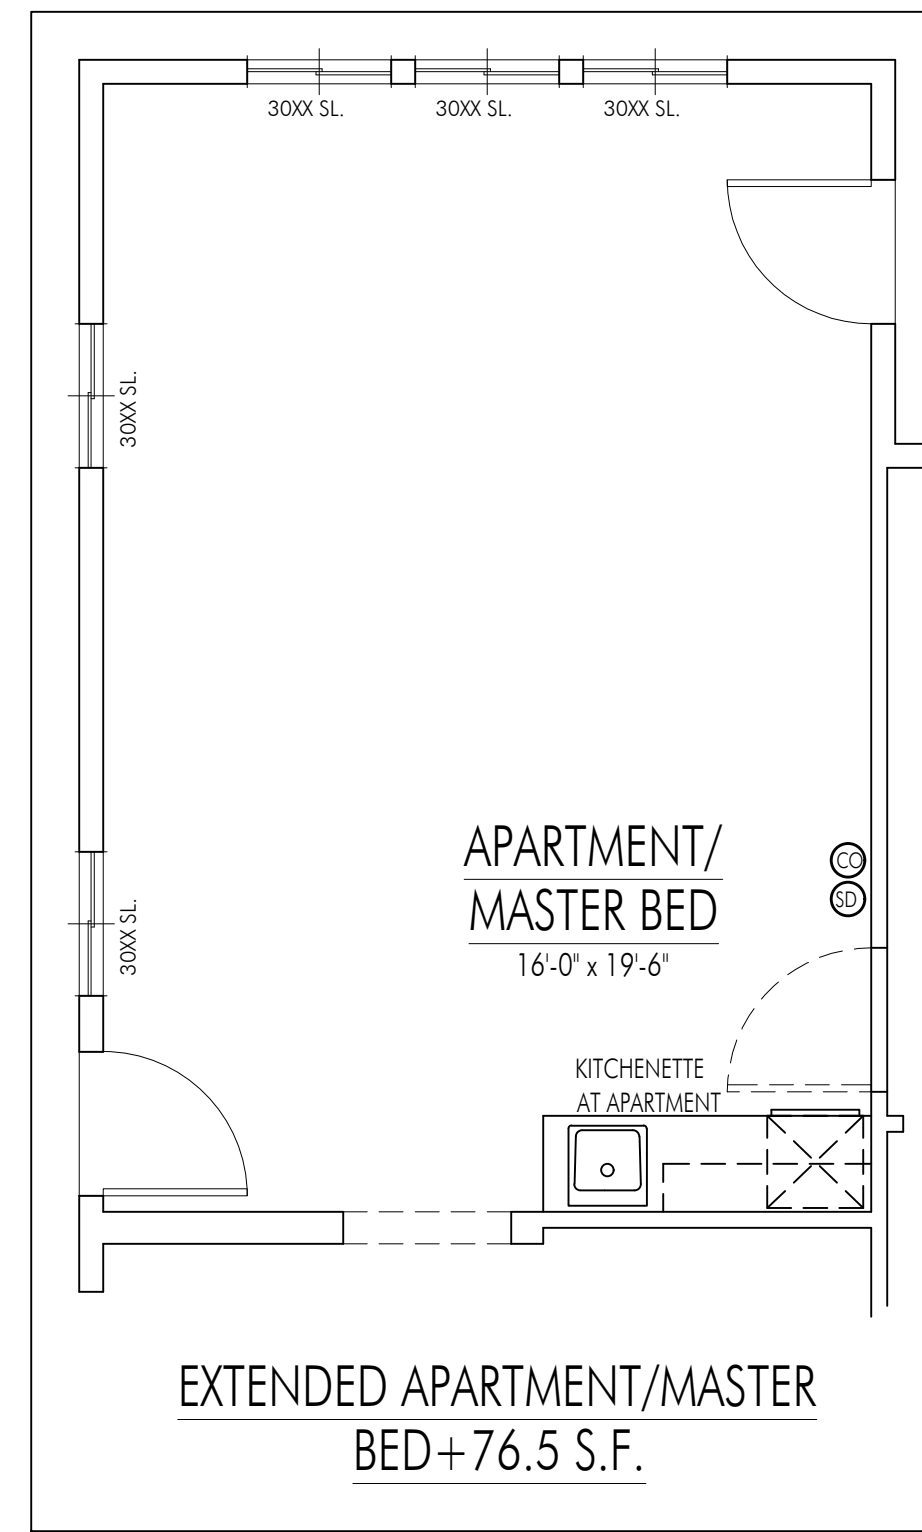 30XX SL.
30XX SL.
30XX SL.
30XX SL.
30XX SL.
APARTMENT/
MASTER BED
16'-0" x 19'-6"
CO
SD
KITCHENETTE
AT APARTMENT
EXTENDED APARTMENT/MASTER
BED+76.5 S.F.